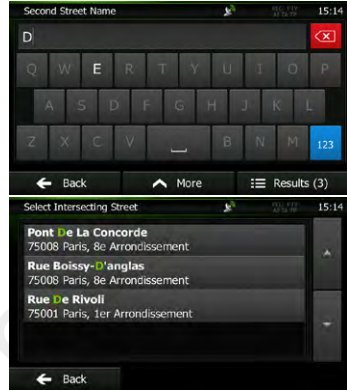 Second Street Name 15:14
D
Q W E R T Y U I O P
A S D F G H J K L
Z X C V B N M 123
Back More Results (3)
Select Intersecting Street 15:14
Pont De La Concorde
75008 Paris, 8e Arrondissement
Rue Boissy-D'anglas
75008 Paris, 8e Arrondissement
Rue De Rivoli
75001 Paris, 1er Arrondissement
Back